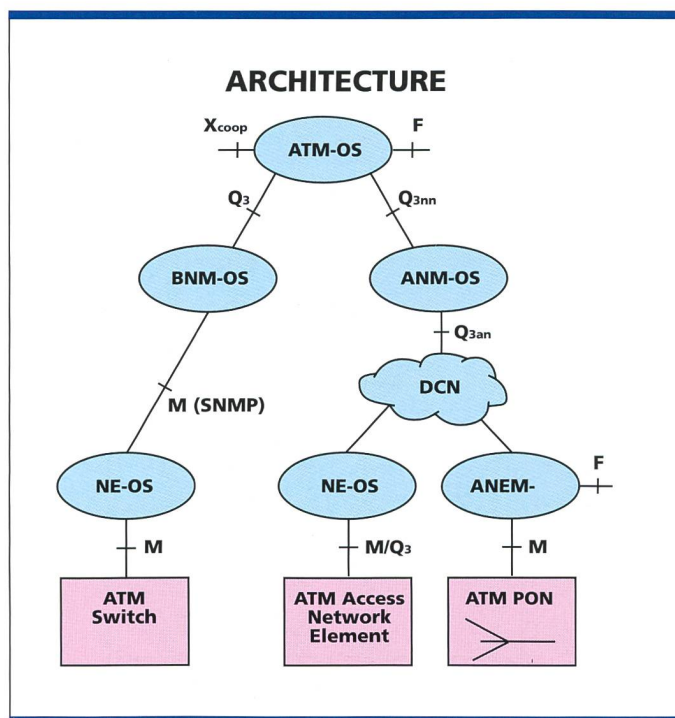 ARCHITECTURE
Xcoop
F
ATM-OS
Q3
Q3nn
BNM-OS
ANM-OS
Q3an
DCN
M (SNMP)
NE-OS
NE-OS
ANEM-
F
M
M/Q3
M
ATM
Switch
ATM Access
Network
Element
ATM PON